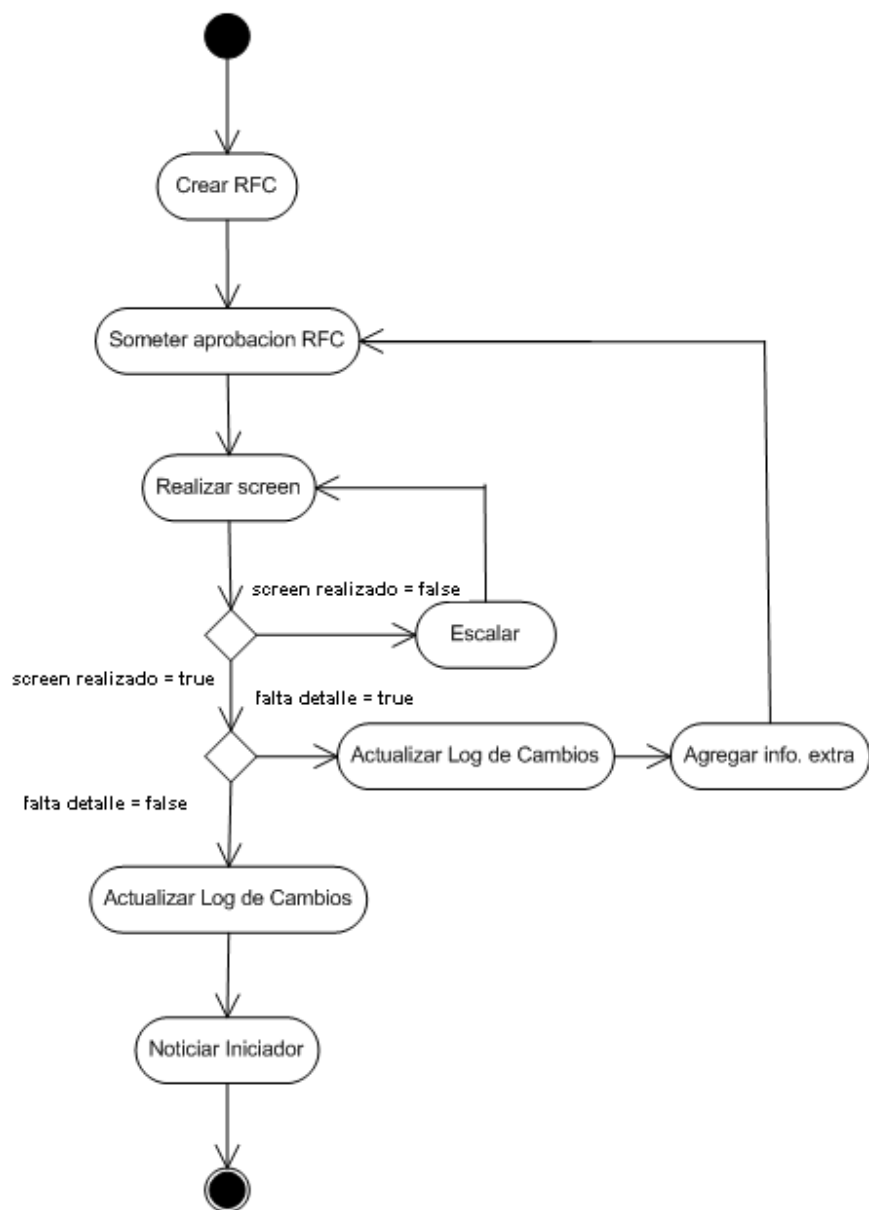 Crear RFC
Someter aprobacion RFC
Realizar screen
screen realizado = false
Escalar
screen realizado = true
falta detalle = true
Actualizar Log de Cambios
Agregar info. extra
falta detalle = false
Actualizar Log de Cambios
Noticiar Iniciador